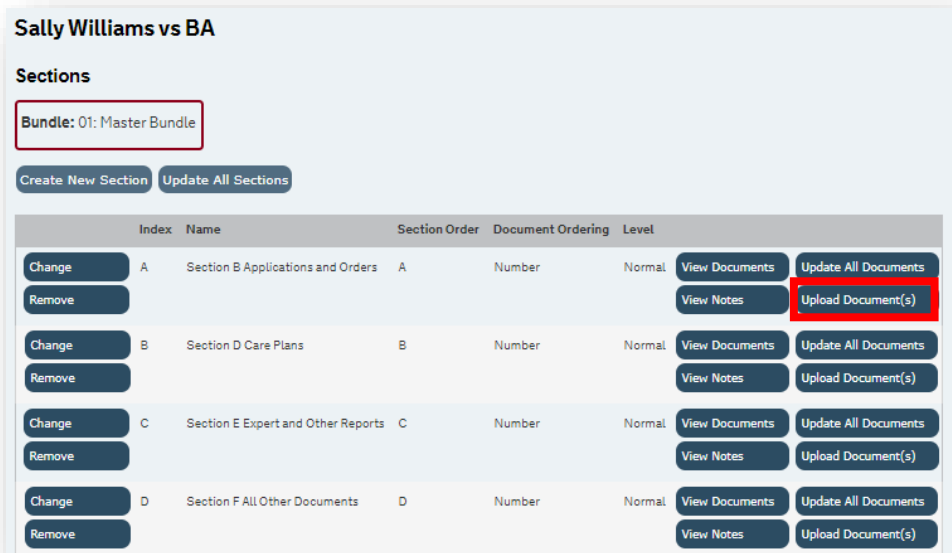 Sally Williams vs BA
Sections
Bundle: 01: Master Bundle
Create New Section Update All Sections
Index Name Section Order Document Ordering Level
Change A Section B Applications and Orders A Number Normal View Documents Update All Documents
Remove View Notes Upload Document(s)
Change B Section D Care Plans B Number Normal View Documents Update All Documents
Remove View Notes Upload Document(s)
Change C Section E Expert and Other Reports C Number Normal View Documents Update All Documents
Remove View Notes Upload Document(s)
Change D Section F All Other Documents D Number Normal View Documents Update All Documents
Remove View Notes Upload Document(s)